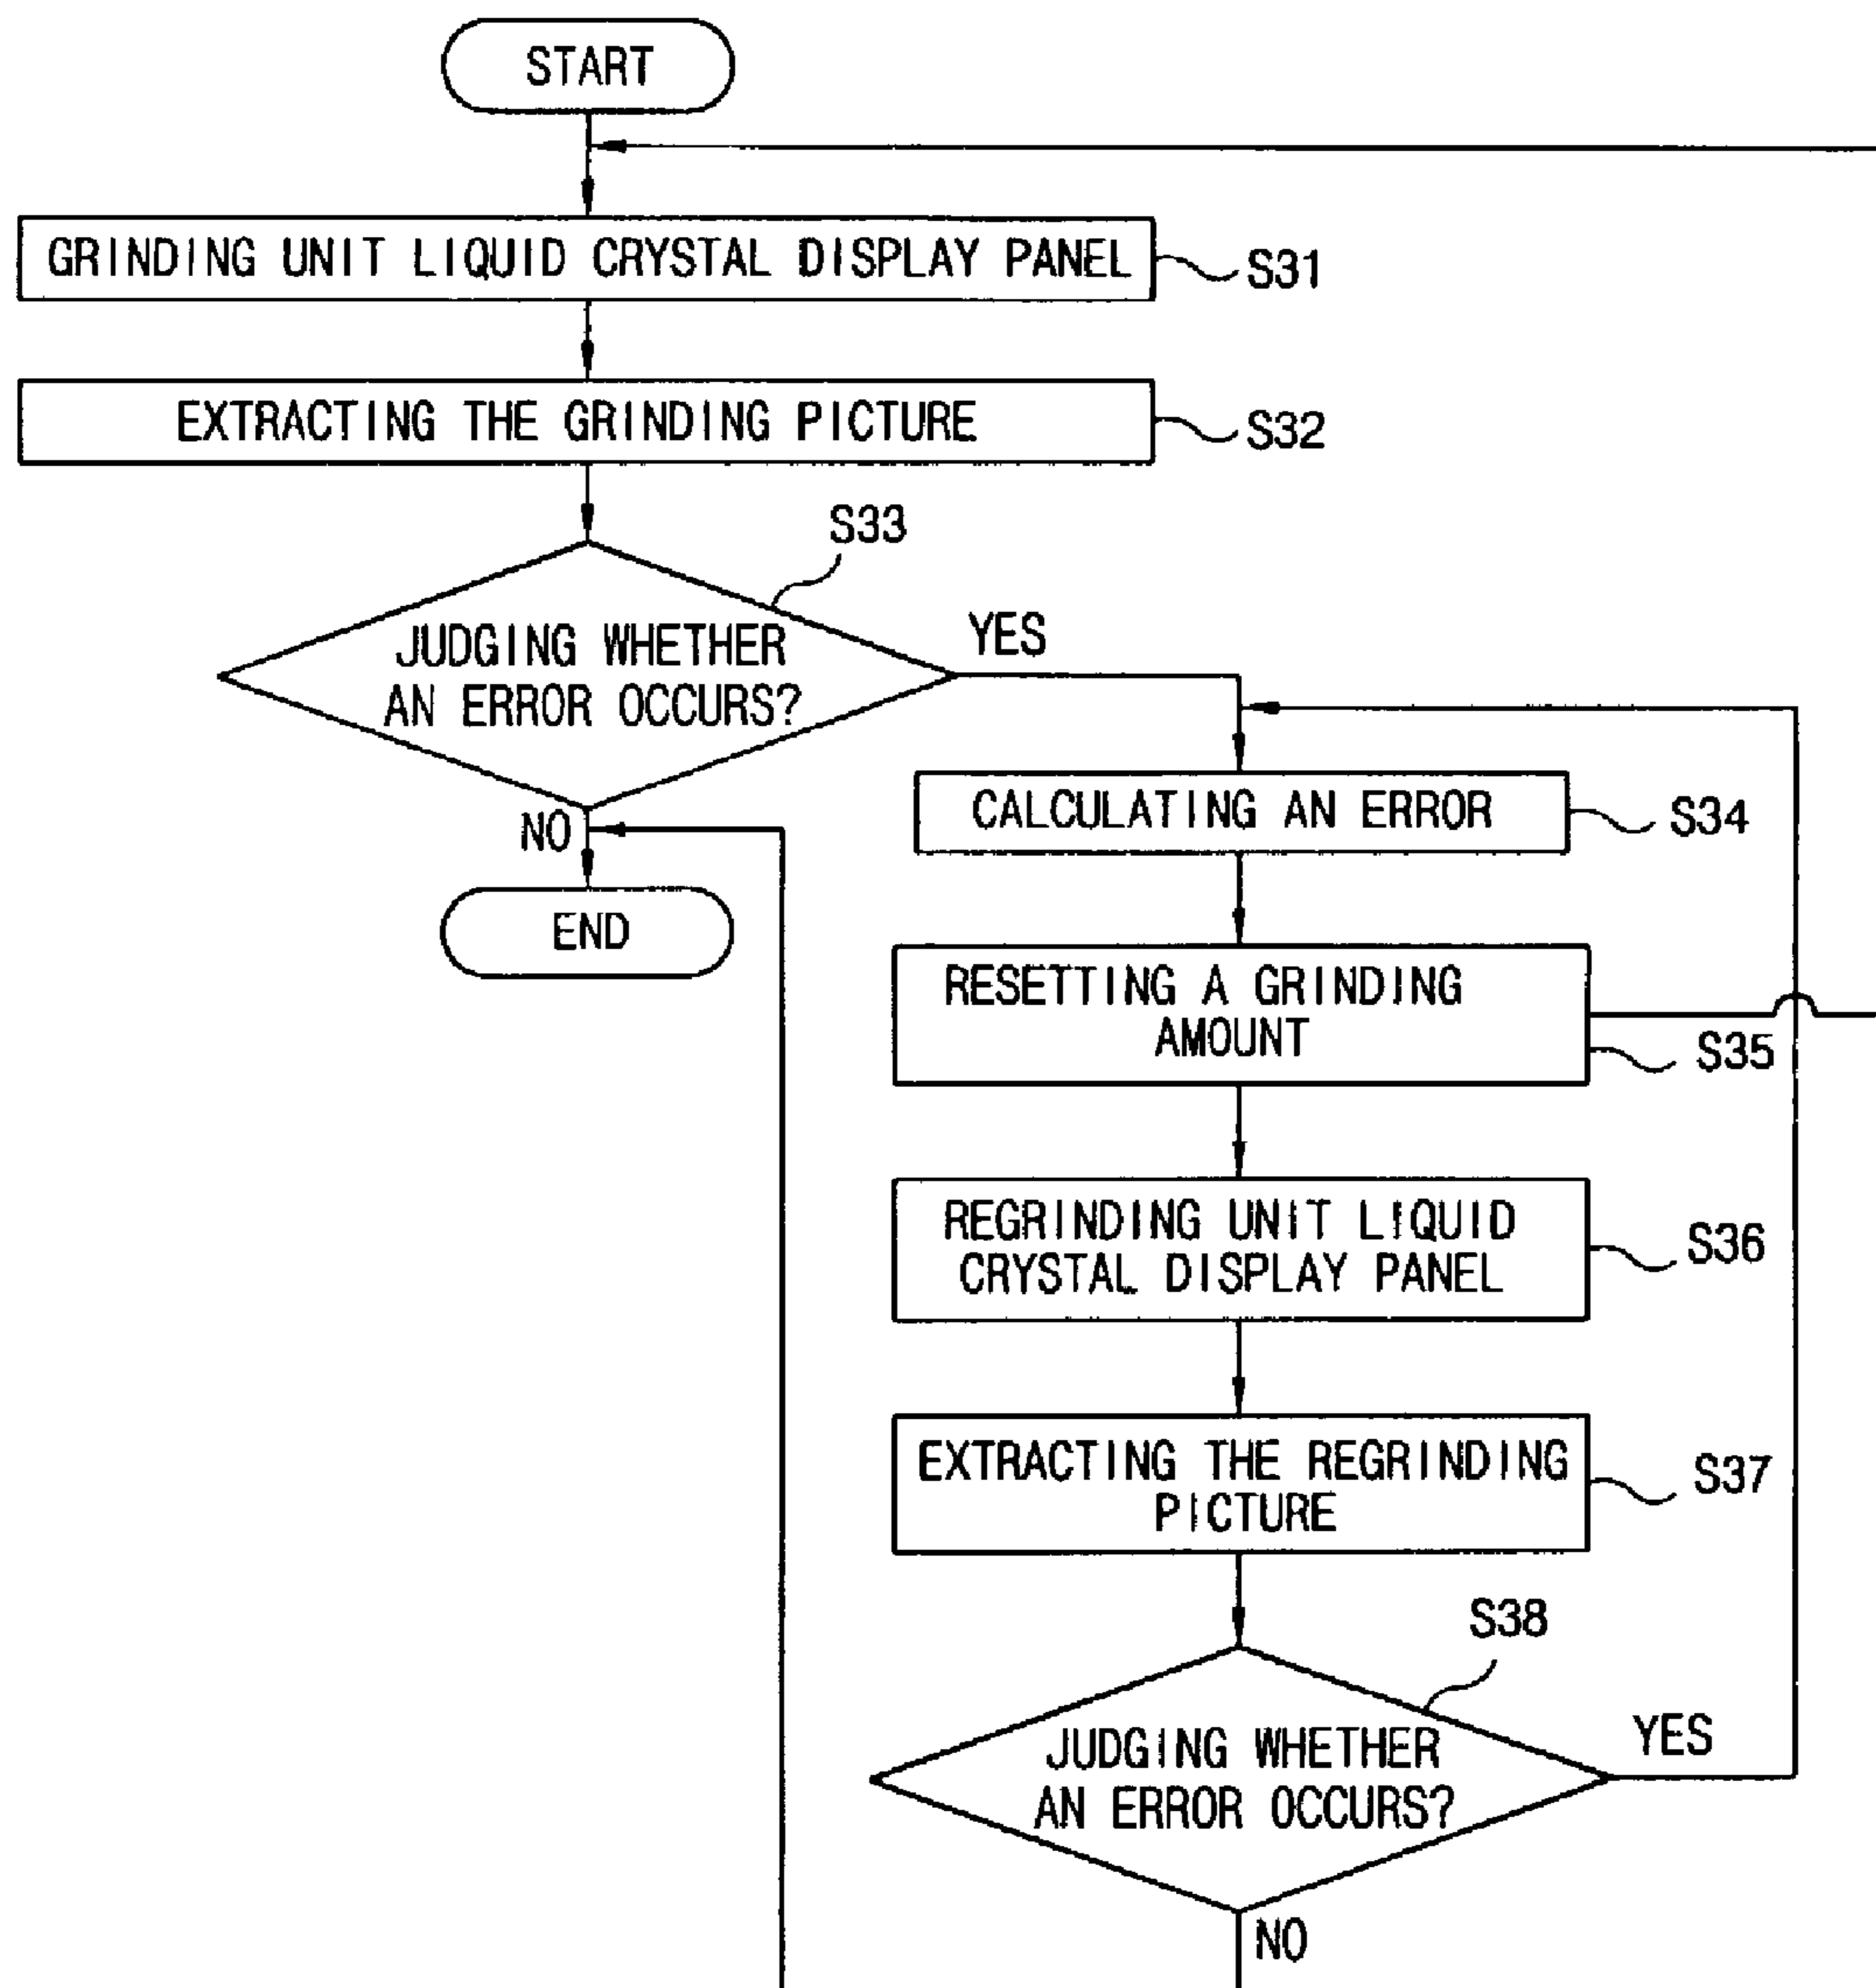 START
GRINDING UNIT LIQUID CRYSTAL DISPLAY PANEL
S31
EXTRACTING THE GRINDING PICTURE
S32
S33
JUDGING WHETHER
AN ERROR OCCURS?
YES
NO
END
CALCULATING AN ERROR
S34
RESETTING A GRINDING
AMOUNT
S35
REGRINDING UNIT LIQUID
CRYSTAL DISPLAY PANEL
S36
EXTRACTING THE REGRINDING
PICTURE
S37
S38
JUDGING WHETHER
AN ERROR OCCURS?
YES
NO